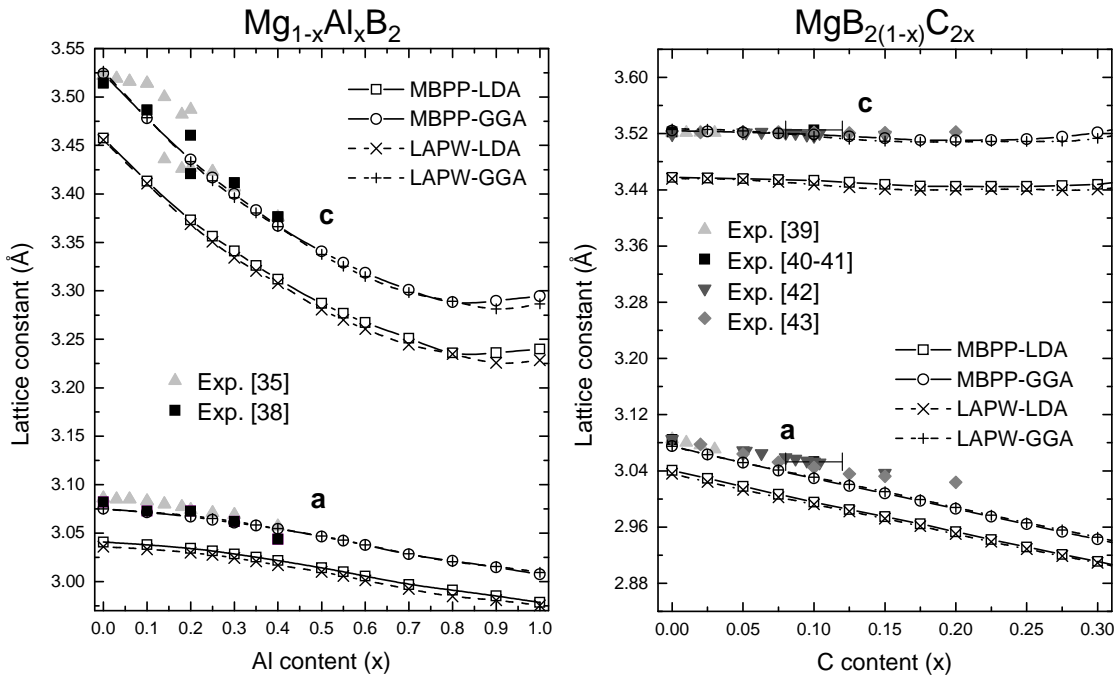 Mg1-xAlxB2
3.55
3.50
3.45
3.40
3.35
3.30
3.25
3.20
3.15
3.10
3.05
3.00
Lattice constant (Å)
MBPP-LDA
MBPP-GGA
LAPW-LDA
LAPW-GGA
c
Exp. [35]
Exp. [38]
a
0.0 0.1 0.2 0.3 0.4 0.5 0.6 0.7 0.8 0.9 1.0
Al content (x)
MgB2(1-x)C2x
3.60
3.52
3.44
3.36
3.28
3.20
3.12
3.04
2.96
2.88
Lattice constant (Å)
c
Exp. [39]
Exp. [40-41]
Exp. [42]
Exp. [43]
MBPP-LDA
MBPP-GGA
LAPW-LDA
LAPW-GGA
a
0.00 0.05 0.10 0.15 0.20 0.25 0.30
C content (x)